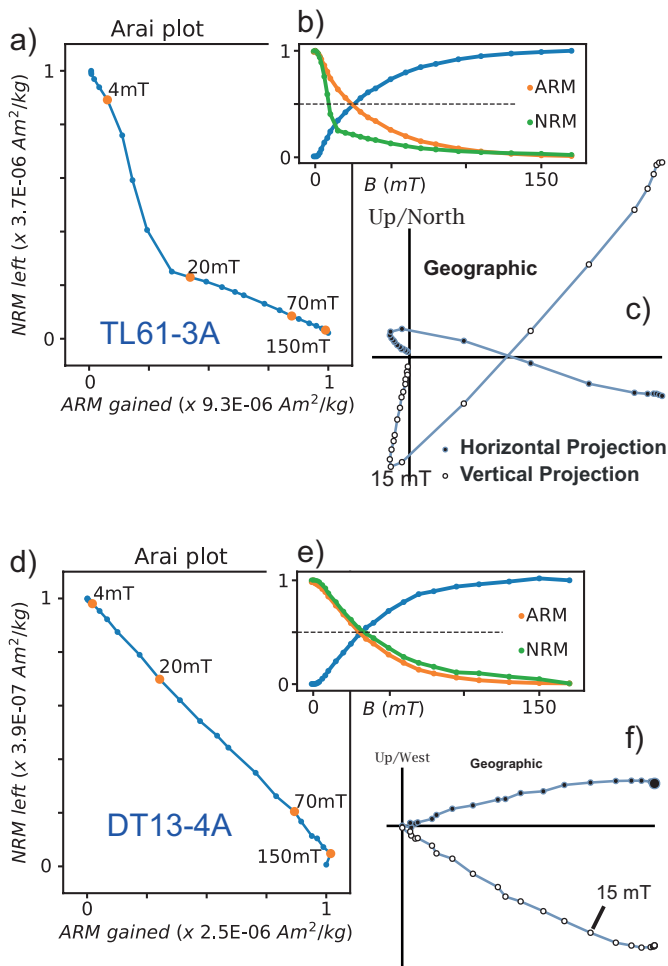 a)
Arai plot
1
0
NRM left (x 3.7E-06 Am²/kg)
4mT
20mT
70mT
150mT
TL61-3A
0
1
ARM gained (x 9.3E-06 Am²/kg)
b)
1
0
ARM
NRM
0
150
B (mT)
Up/North
Geographic
c)
15 mT
Horizontal Projection
Vertical Projection
d)
Arai plot
1
0
NRM left (x 3.9E-07 Am²/kg)
4mT
20mT
70mT
150mT
DT13-4A
0
1
ARM gained (x 2.5E-06 Am²/kg)
e)
1
0
ARM
NRM
0
150
B (mT)
f)
Up/West
Geographic
15 mT